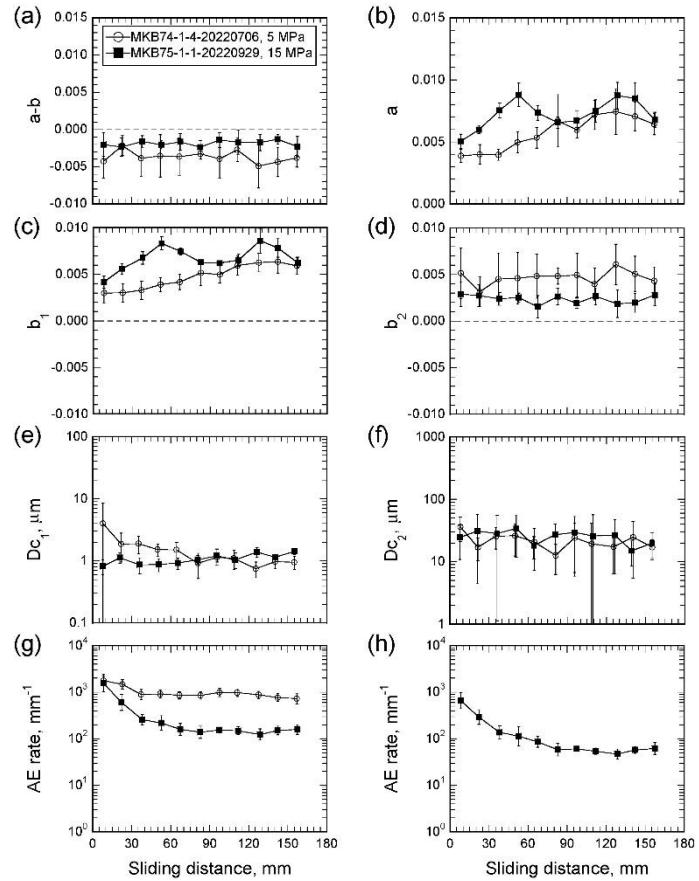 (a)
0.015
0.010
0.005
0.000
-0.005
-0.010
a-b
MKB74-1-4-20220706, 5 MPa
MKB75-1-1-20220929, 15 MPa
(b)
0.015
0.010
0.005
0.000
-0.005
-0.010
a
(c)
0.010
0.005
0.000
-0.005
-0.010
b1
(d)
0.010
0.005
0.000
-0.005
-0.010
b2
(e)
100
10
1
0.1
Dc1, μm
(f)
1000
100
10
1
Dc2, μm
(g)
10^4
10^3
10^2
10^1
10^0
AE rate, mm^-1
0 30 60 90 120 150 180
Sliding distance, mm
(h)
10^4
10^3
10^2
10^1
10^0
AE rate, mm^-1
0 30 60 90 120 150 180
Sliding distance, mm